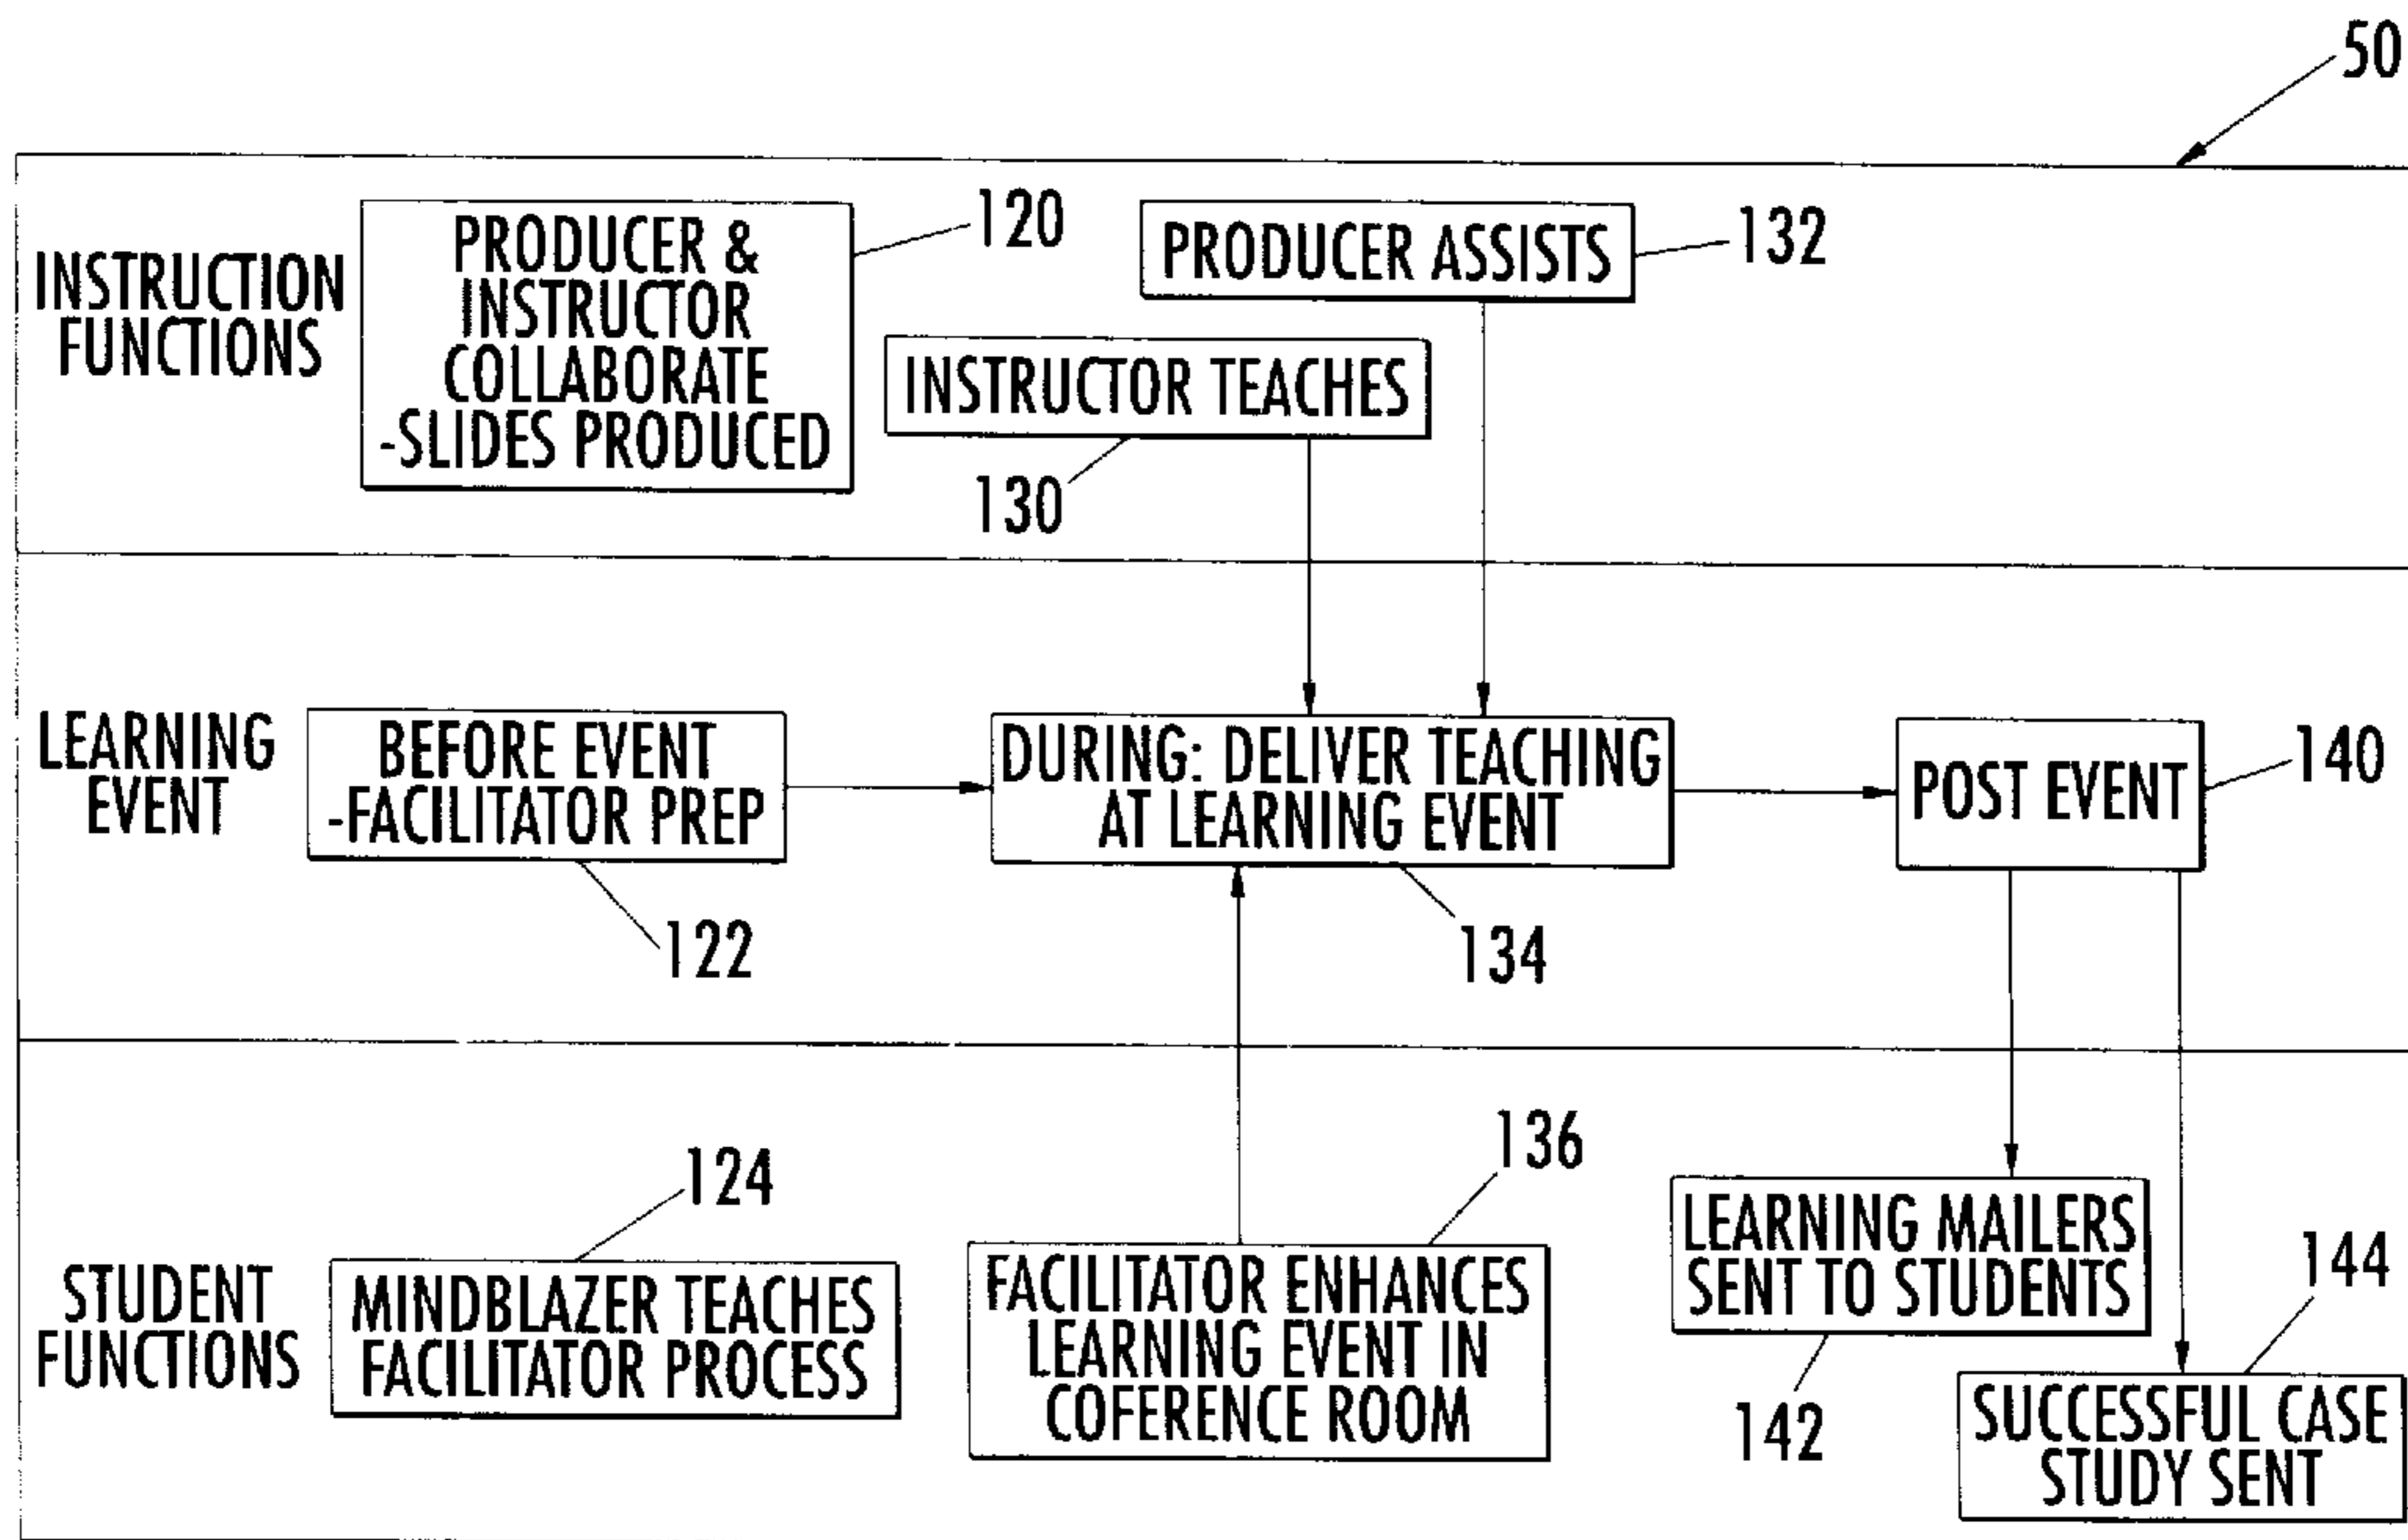 50
INSTRUCTION
FUNCTIONS
PRODUCER &
INSTRUCTOR
COLLABORATE
-SLIDES PRODUCED
120
PRODUCER ASSISTS
132
INSTRUCTOR TEACHES
130
LEARNING
EVENT
BEFORE EVENT
-FACILITATOR PREP
122
DURING: DELIVER TEACHING
AT LEARNING EVENT
134
POST EVENT
140
STUDENT
FUNCTIONS
124
MINDBLAZER TEACHES
FACILITATOR PROCESS
136
FACILITATOR ENHANCES
LEARNING EVENT IN
COFERENCE ROOM
LEARNING MAILERS
SENT TO STUDENTS
142
144
SUCCESSFUL CASE
STUDY SENT